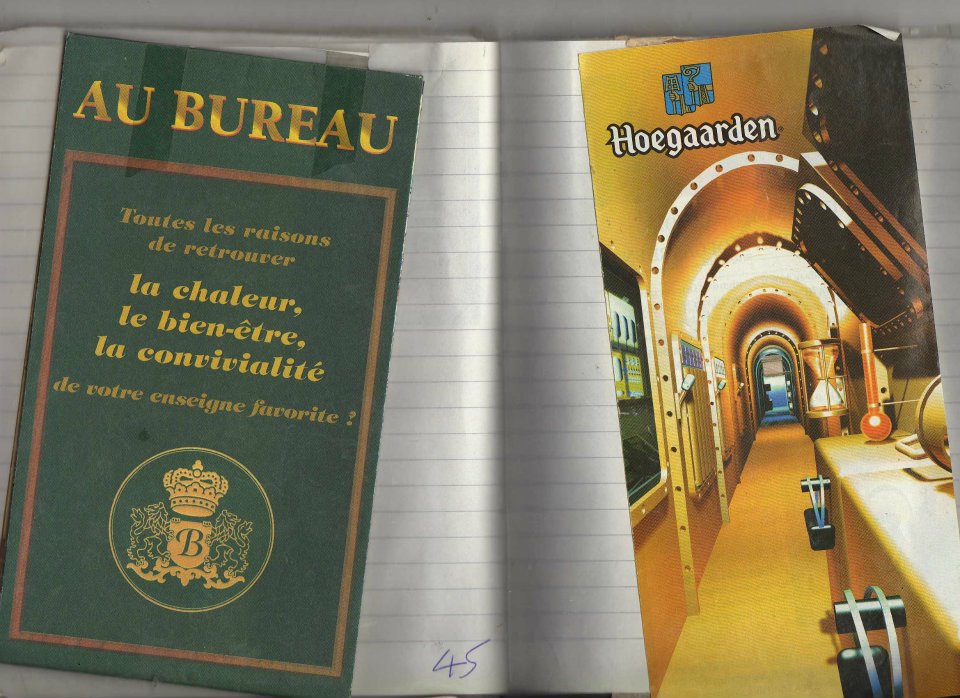 AU BUREAU
Toutes les raisons
de retrouver
la chaleur,
le bien-être,
la convivialité
de votre enseigne favorite ?
B
45
Hoegaarden